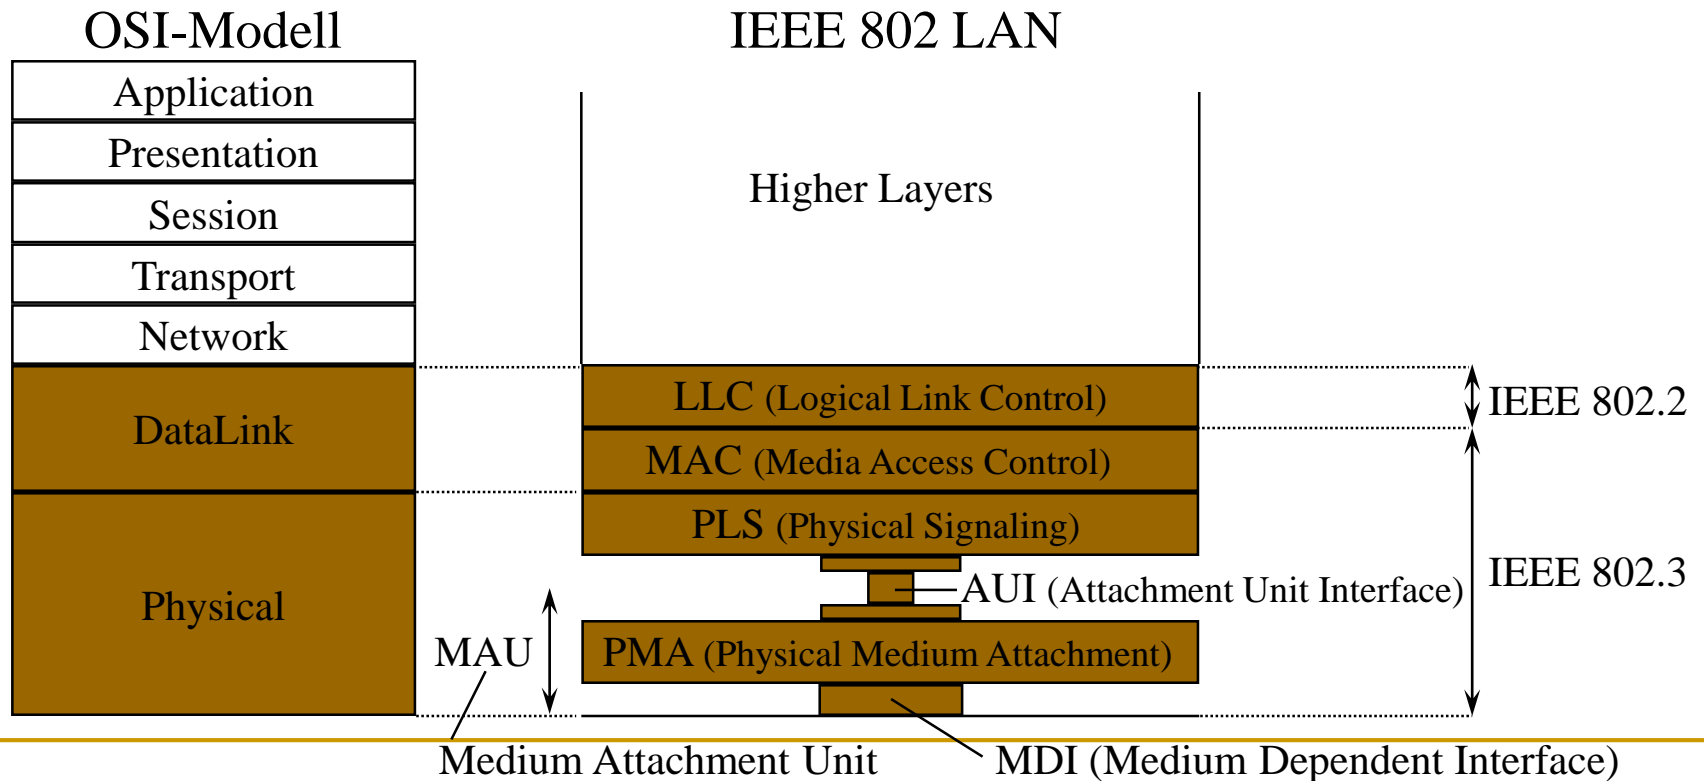 OSI-Modell
IEEE 802 LAN
Application
Presentation
Session
Transport
Network
DataLink
Physical
Higher Layers
LLC (Logical Link Control)
MAC (Media Access Control)
PLS (Physical Signaling)
AUI (Attachment Unit Interface)
PMA (Physical Medium Attachment)
MAU
IEEE 802.2
IEEE 802.3
Medium Attachment Unit
MDI (Medium Dependent Interface)